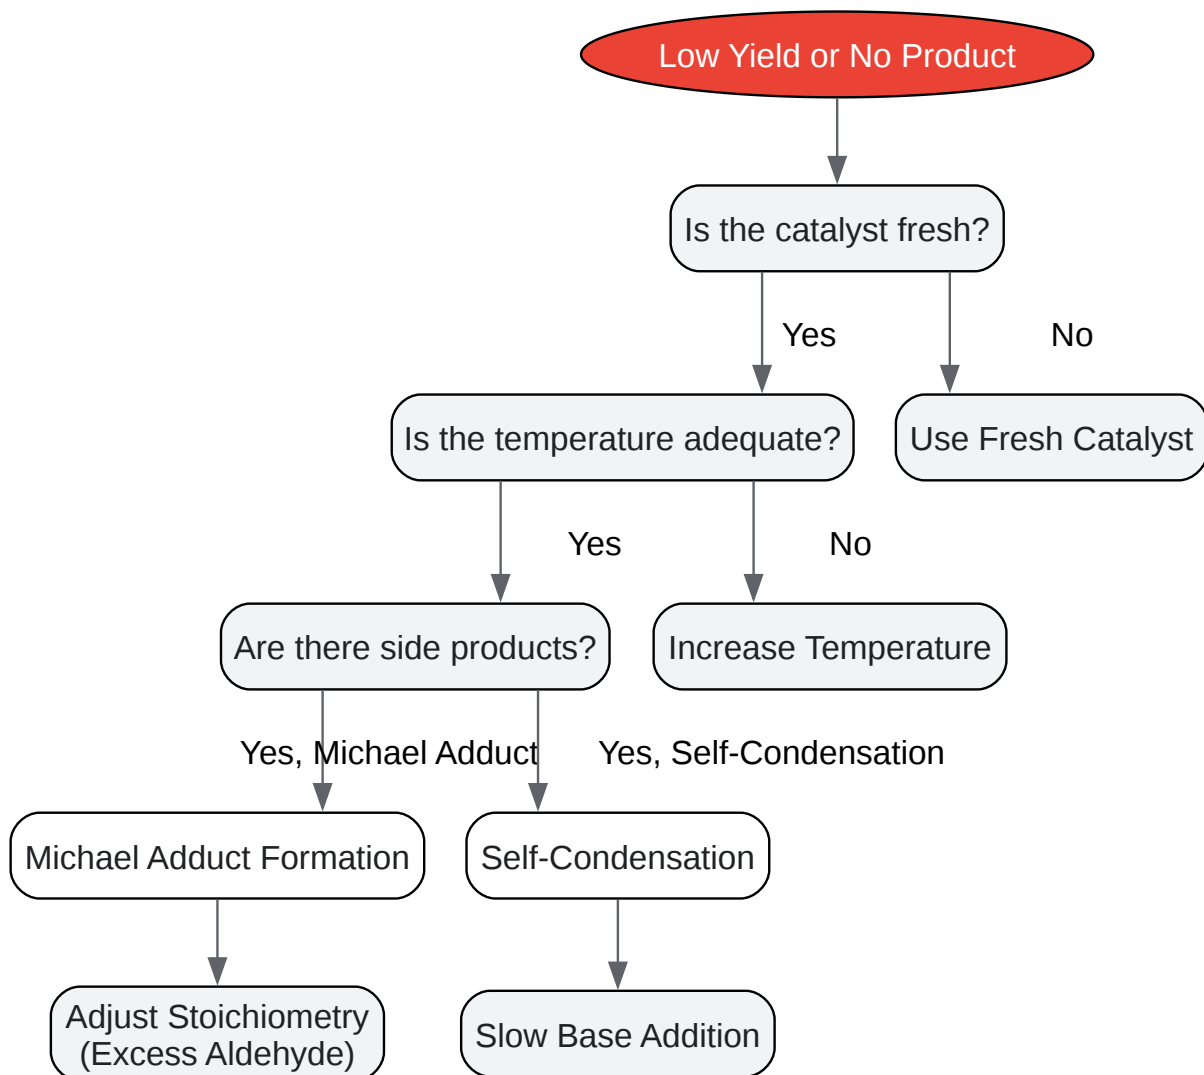 Low Yield or No Product
Is the catalyst fresh?
Yes
No
Is the temperature adequate?
Use Fresh Catalyst
Yes
No
Are there side products?
Increase Temperature
Yes, Michael Adduct
Yes, Self-Condensation
Michael Adduct Formation
Self-Condensation
Adjust Stoichiometry
(Excess Aldehyde)
Slow Base Addition